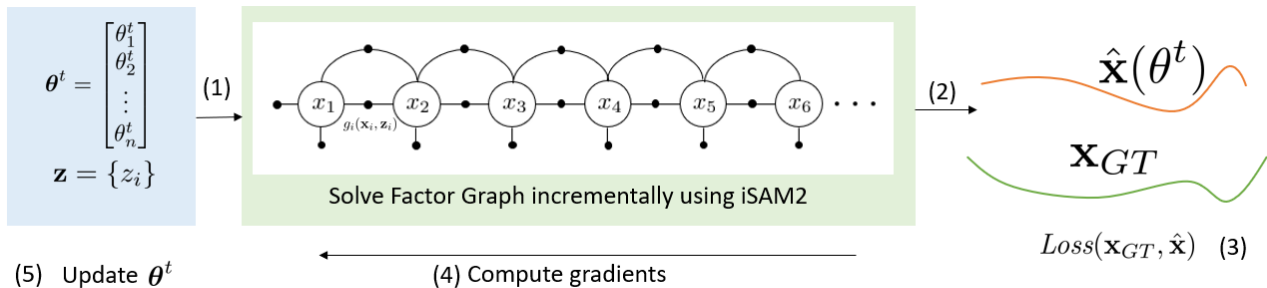 θ^t = [θ_1^t
θ_2^t
⋮
θ_n^t]
z = {z_i}
(1)
x_1 x_2 x_3 x_4 x_5 x_6 · · ·
g_i(x_i, z_i)
Solve Factor Graph incrementally using iSAM2
(2)
x̂(θ^t)
x_GT
Loss(x_GT, x̂) (3)
(4) Compute gradients
(5) Update θ^t